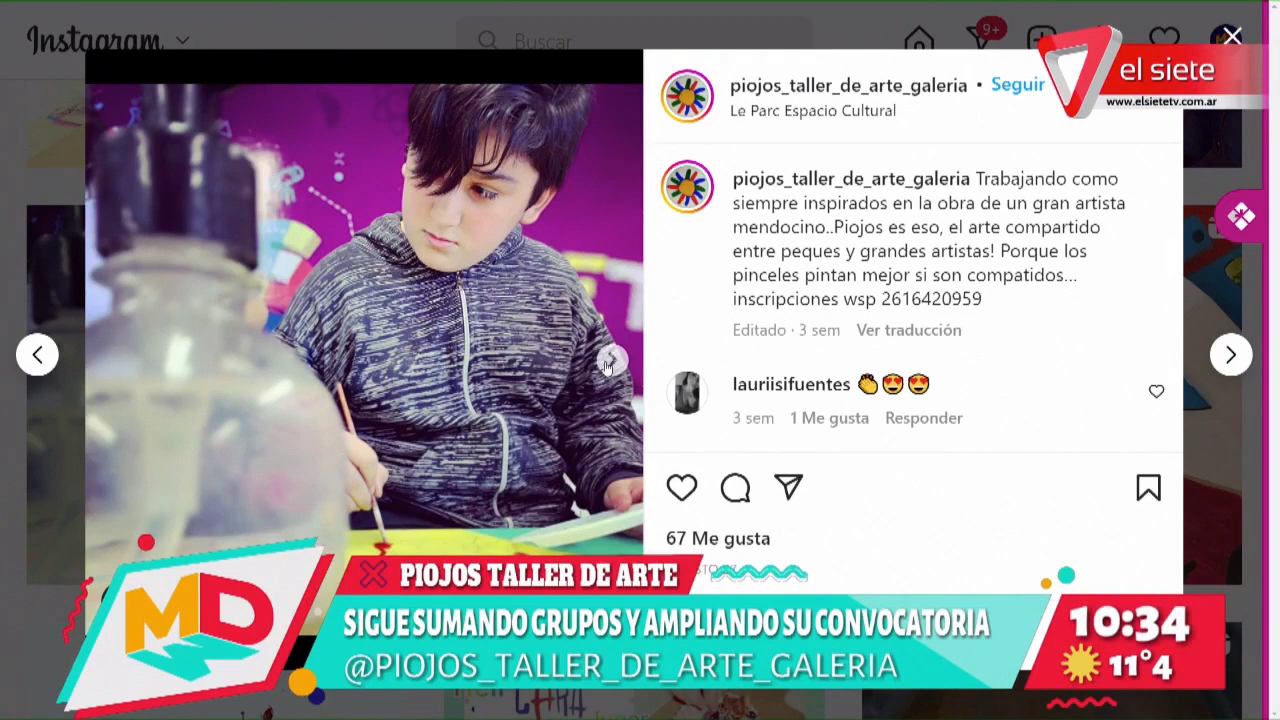 Instagram
Buscar
9+
el siete
www.elsietetv.com.ar
piojos_taller_de_arte_galeria • Seguir
Le Parc Espacio Cultural
piojos_taller_de_arte_galeria Trabajando como
siempre inspirados en la obra de un gran artista
mendocino..Piojos es eso, el arte compartido
entre peques y grandes artistas! Porque los
pinceles pintan mejor si son compatidos...
inscripciones wsp 2616420959
Editado · 3 sem Ver traducción
lauriisifuentes 👏😍😍
3 sem 1 Me gusta Responder
67 Me gusta
MD
PIOJOS TALLER DE ARTE
SIGUE SUMANDO GRUPOS Y AMPLIANDO SU CONVOCATORIA
@PIOJOS_TALLER_DE_ARTE_GALERIA
10:34
11°4